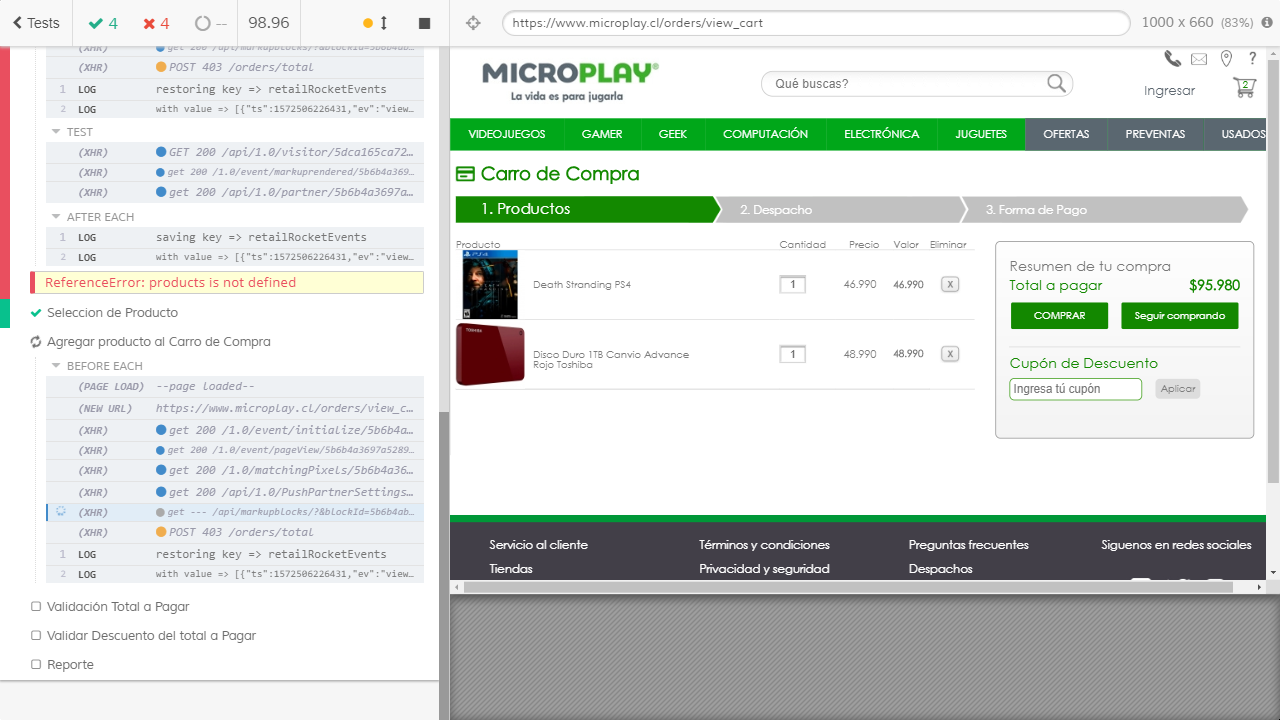 Tests
4
4
--
98.96
https://www.microplay.cl/orders/view_cart
1000 x 660 (83%)
(XHR) get 200 /api/markupblocks/?&blockId=5b6b4ab…
(XHR) POST 403 /orders/total
1 LOG restoring key => retailRocketEvents
2 LOG with value => [{"ts":1572506226431,"ev":"view…
TEST
(XHR) GET 200 /api/1.0/visitor/5dca165ca72…
(XHR) get 200 /1.0/event/markuprendered/5b6b4a369…
(XHR) get 200 /api/1.0/partner/5b6b4a3697a…
AFTER EACH
1 LOG saving key => retailRocketEvents
2 LOG with value => [{"ts":1572506226431,"ev":"view…
ReferenceError: products is not defined
Seleccion de Producto
Agregar producto al Carro de Compra
BEFORE EACH
(PAGE LOAD) --page loaded--
(NEW URL) https://www.microplay.cl/orders/view_c…
(XHR) get 200 /1.0/event/initialize/5b6b4a…
(XHR) get 200 /1.0/event/pageView/5b6b4a3697a5289…
(XHR) get 200 /1.0/matchingPixels/5b6b4a36…
(XHR) get 200 /api/1.0/PushPartnerSettings…
(XHR) get --- /api/markupblocks/?&blockId=5b6b4ab…
(XHR) POST 403 /orders/total
1 LOG restoring key => retailRocketEvents
2 LOG with value => [{"ts":1572506226431,"ev":"view…
Validación Total a Pagar
Validar Descuento del total a Pagar
Reporte
MICROPLAY
La vida es para jugarla
Qué buscas?
?
Ingresar
2
VIDEOJUEGOS GAMER GEEK COMPUTACIÓN ELECTRÓNICA JUGUETES OFERTAS PREVENTAS USADOS
Carro de Compra
1. Productos 2. Despacho 3. Forma de Pago
Producto Cantidad Precio Valor Eliminar
Death Stranding PS4 1 46.990 46.990 X
TOSHIBA
Disco Duro 1TB Canvio Advance
Rojo Toshiba
1 48.990 48.990 X
Resumen de tu compra
Total a pagar $95.980
COMPRAR Seguir comprando
Cupón de Descuento
Ingresa tú cupón Aplicar
Servicio al cliente Términos y condiciones Preguntas frecuentes Siguenos en redes sociales
Tiendas Privacidad y seguridad Despachos